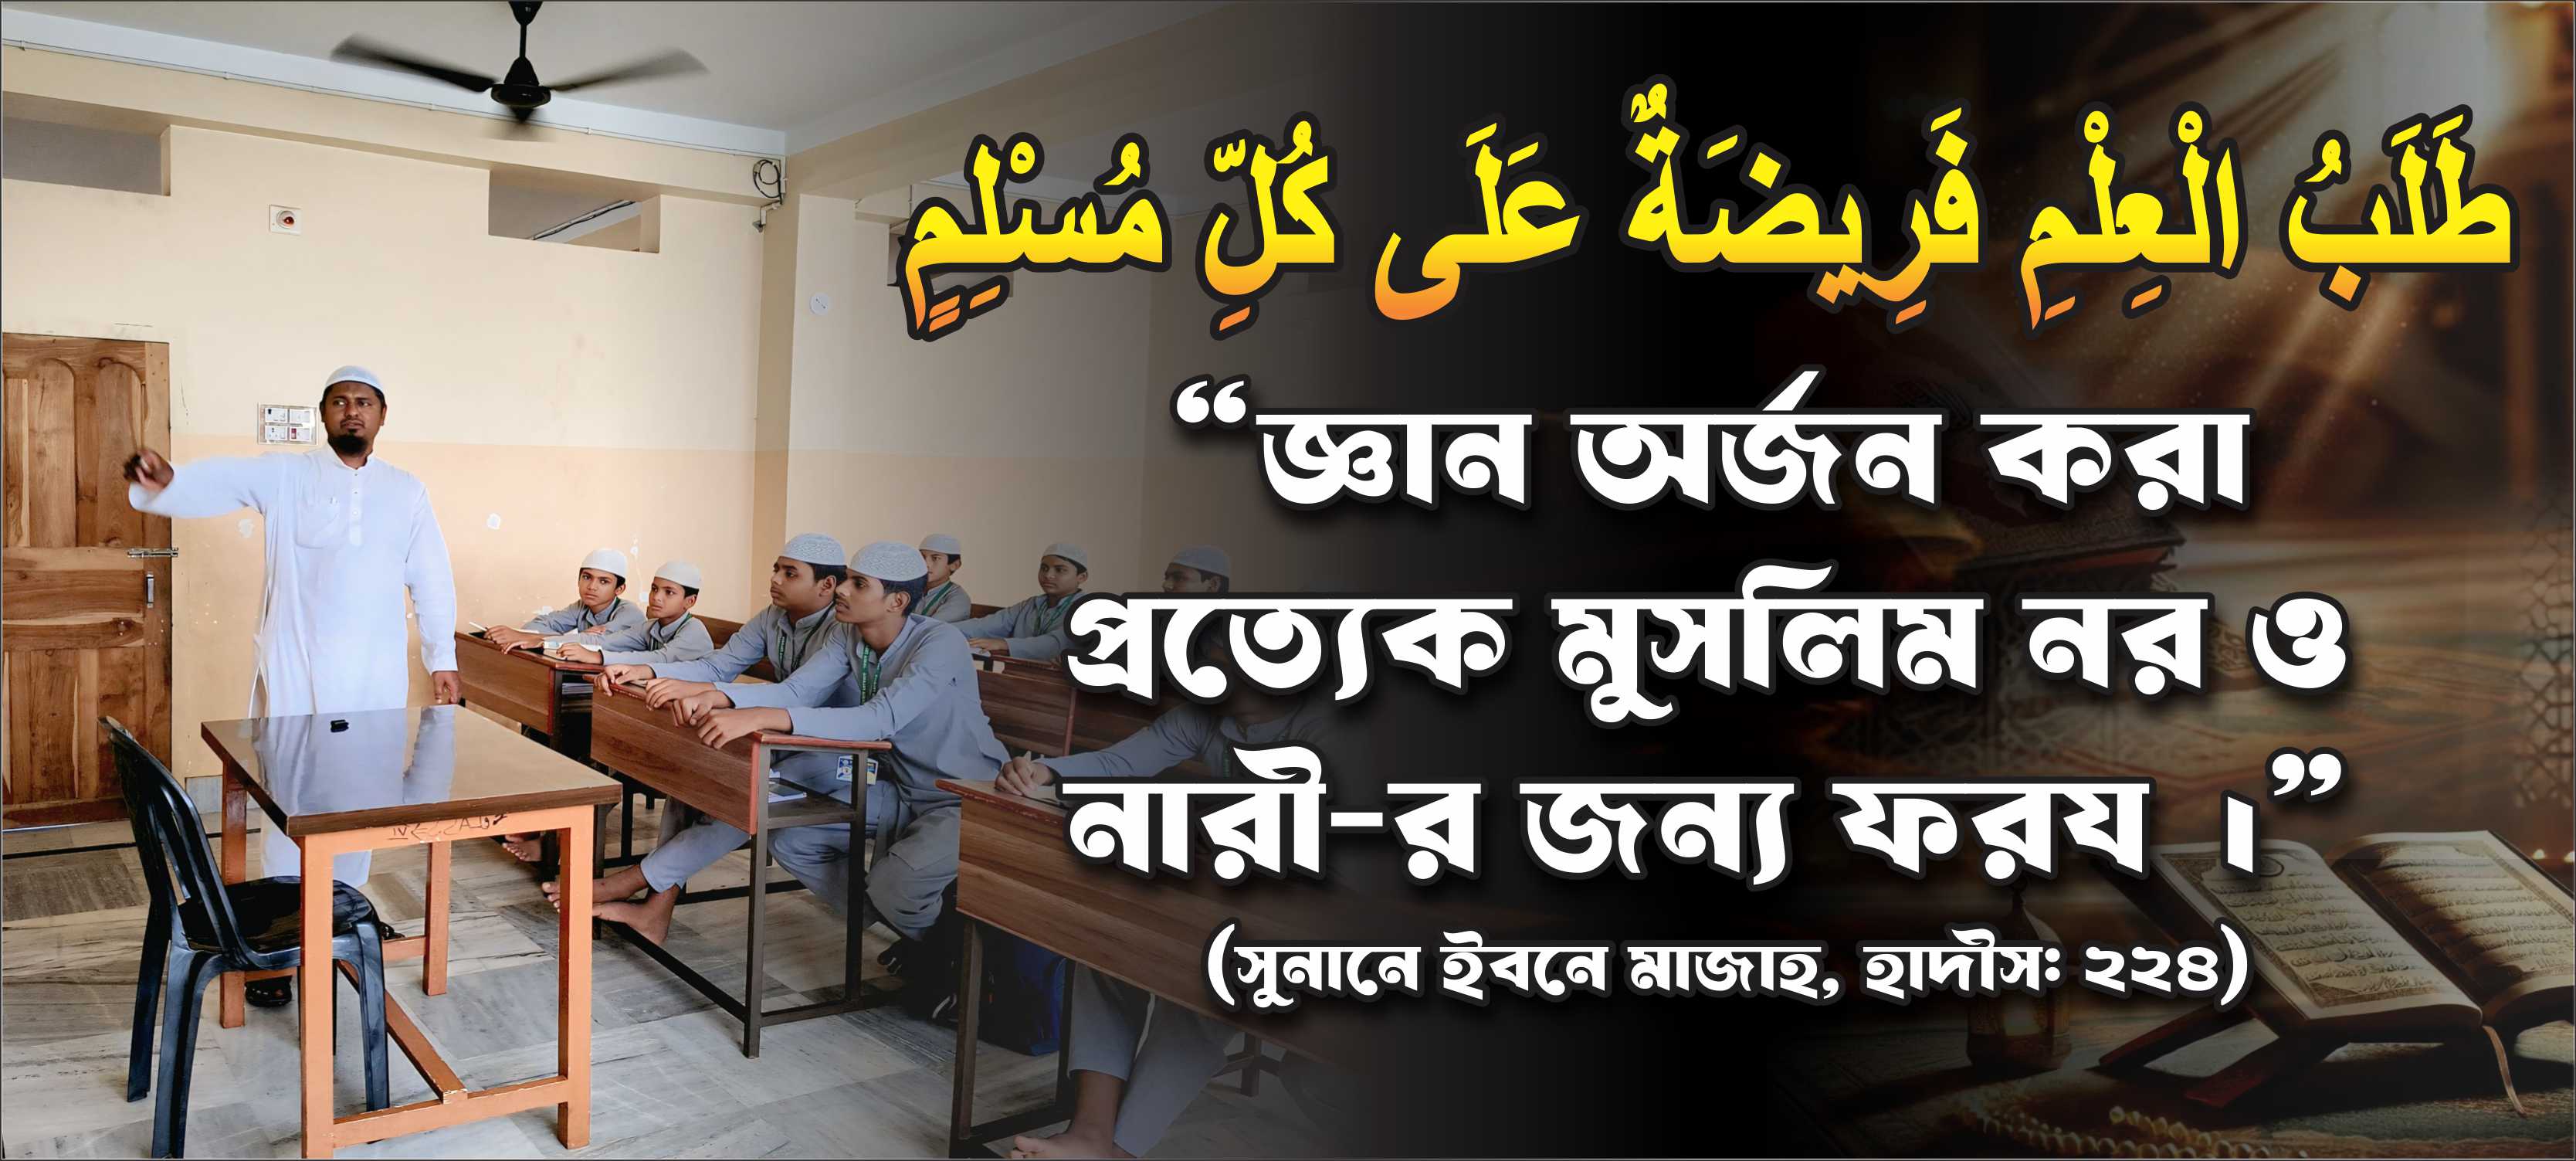 طَلَبُ الْعِلْمِ فَرِيضَةٌ عَلَى كُلِّ مُسْلِمٍ
“জ্ঞান অর্জন করা
প্রত্যেক মুসলিম নর ও
নারী-র জন্য ফরয ।”
(সুনানে ইবনে মাজাহ, হাদীসঃ ২২৪)